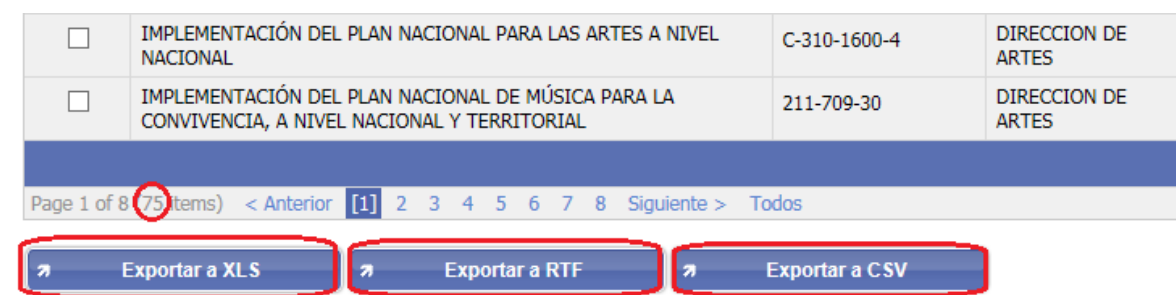 IMPLEMENTACIÓN DEL PLAN NACIONAL PARA LAS ARTES A NIVEL
NACIONAL
C-310-1600-4
DIRECCION DE
ARTES
IMPLEMENTACIÓN DEL PLAN NACIONAL DE MÚSICA PARA LA
CONVIVENCIA, A NIVEL NACIONAL Y TERRITORIAL
211-709-30
DIRECCION DE
ARTES
Page 1 of 8 (75 items) < Anterior [1] 2 3 4 5 6 7 8 Siguiente > Todos
Exportar a XLS Exportar a RTF Exportar a CSV